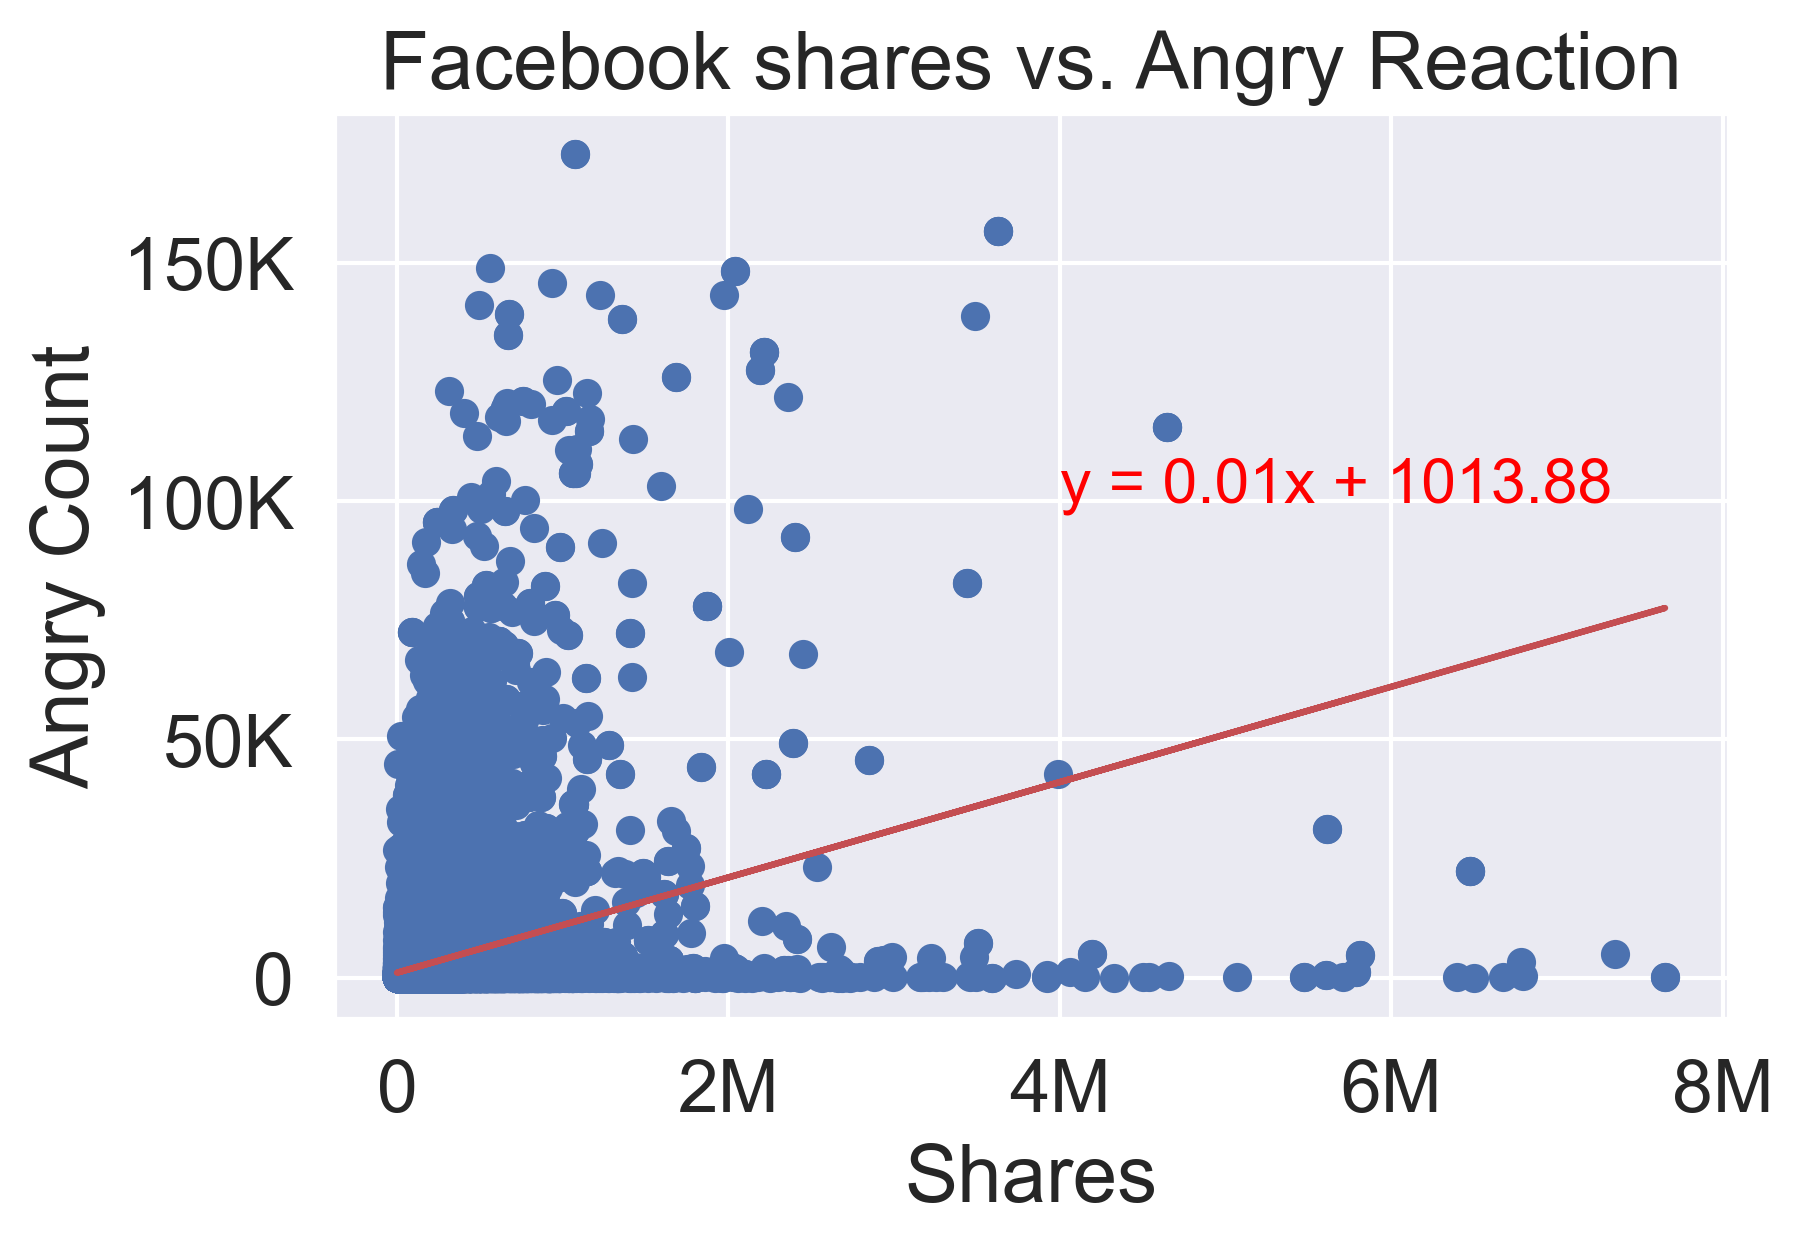 Facebook shares vs. Angry Reaction
150K
100K
50K
0
Angry Count
y = 0.01x + 1013.88
0 2M 4M 6M 8M
Shares